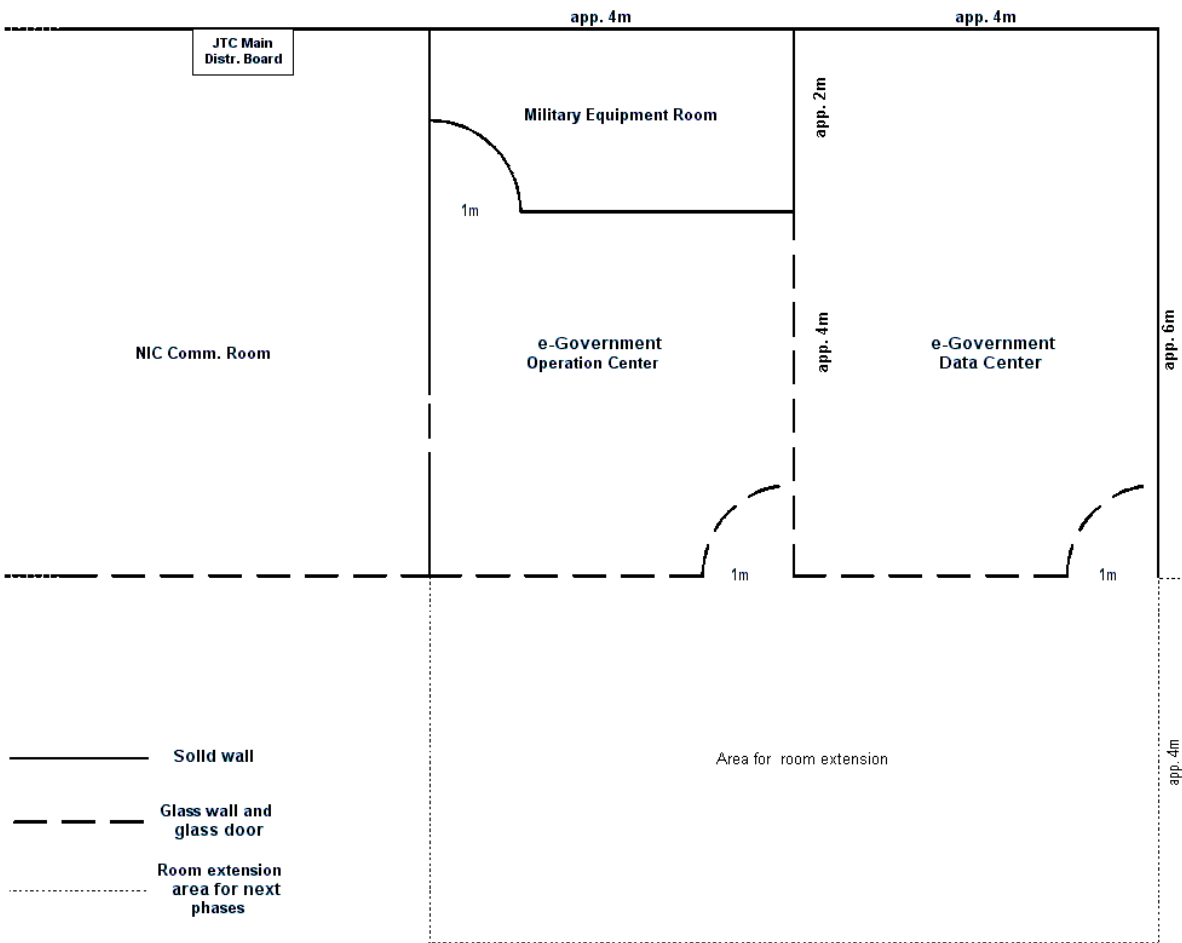 app. 4m
app. 4m
JTC Main
Distr. Board
Military Equipment Room
app. 2m
1m
NIC Comm. Room
e-Government
Operation Center
app. 4m
e-Government
Data Center
app. 6m
1m
1m
Solid wall
Glass wall and
glass door
Room extension
area for next
phases
Area for room extension
app. 4m